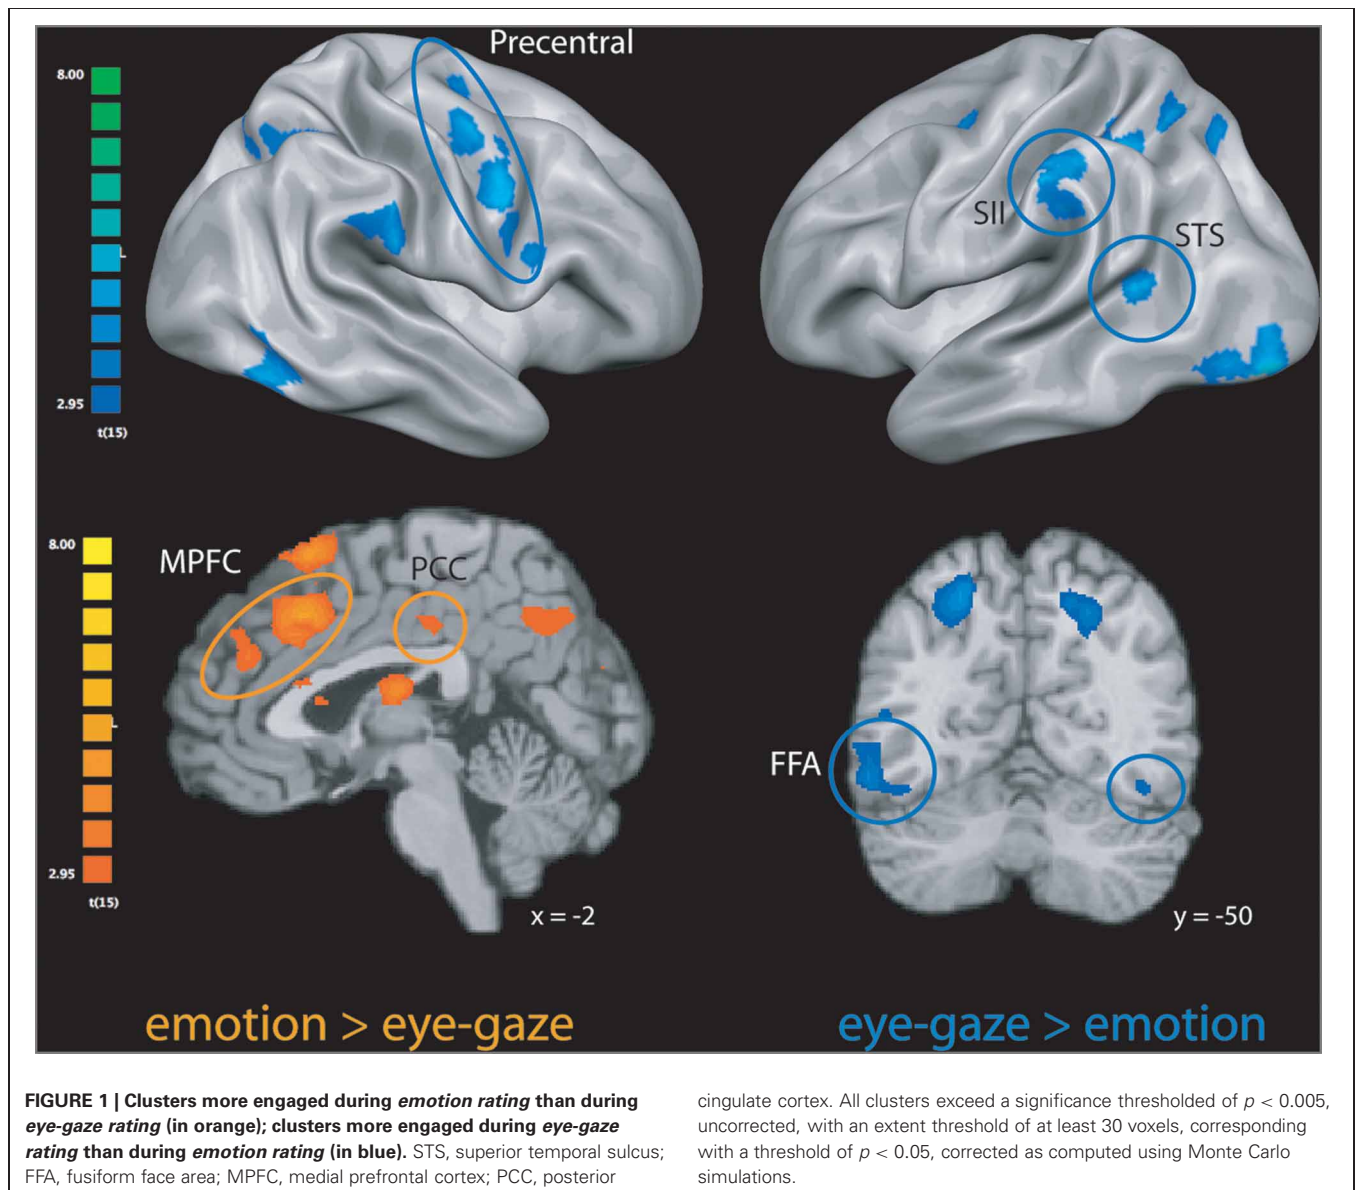 Precentral
8.00
2.95
t(15)
SII
STS
8.00
2.95
t(15)
MPFC
PCC
x = -2
FFA
y = -50
emotion > eye-gaze
eye-gaze > emotion
FIGURE 1 | Clusters more engaged during emotion rating than during
eye-gaze rating (in orange); clusters more engaged during eye-gaze
rating than during emotion rating (in blue). STS, superior temporal sulcus;
FFA, fusiform face area; MPFC, medial prefrontal cortex; PCC, posterior
cingulate cortex. All clusters exceed a significance thresholded of p < 0.005,
uncorrected, with an extent threshold of at least 30 voxels, corresponding
with a threshold of p < 0.05, corrected as computed using Monte Carlo
simulations.